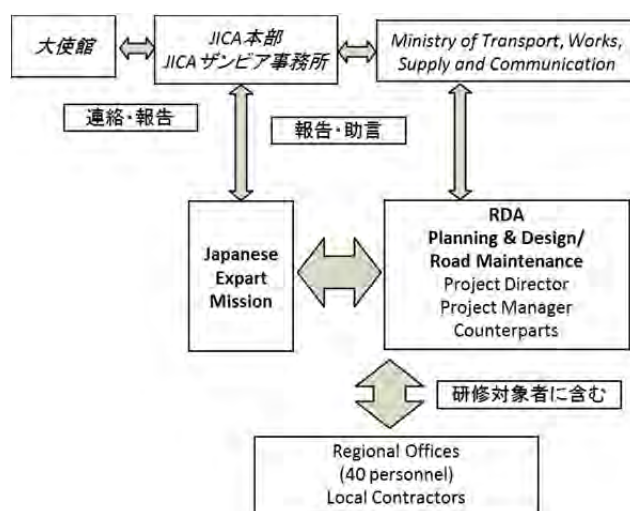 大使館
JICA本部
JICAザンビア事務所
Ministry of Transport, Works,
Supply and Communication
連絡・報告
報告・助言
Japanese
Expart
Mission
RDA
Planning & Design/
Road Maintenance
Project Director
Project Manager
Counterparts
研修対象者に含む
Regional Offices
(40 personnel)
Local Contractors